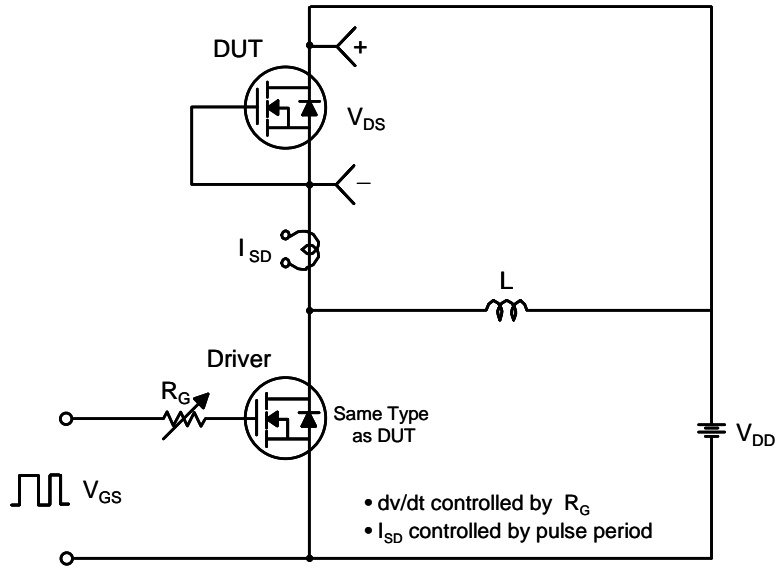 DUT
+
V_DS
–
I_SD
L
Driver
R_G
Same Type
as DUT
V_DD
V_GS
• dv/dt controlled by R_G
• I_SD controlled by pulse period